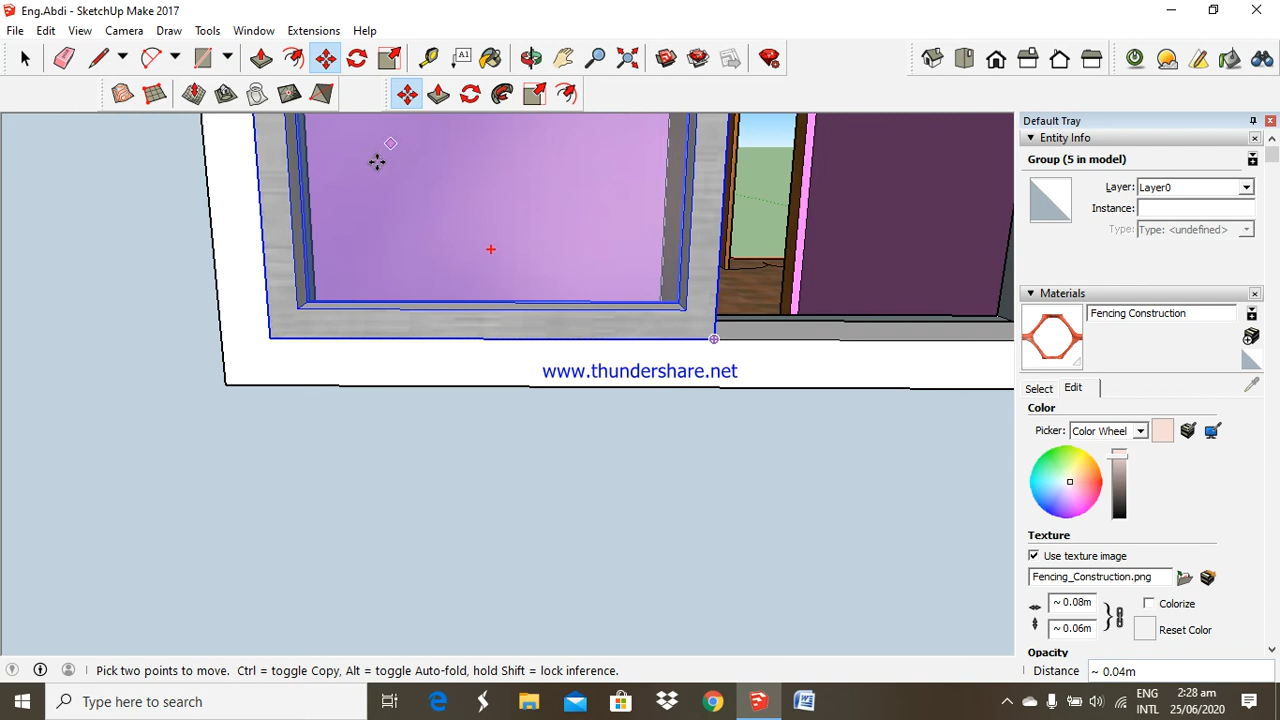 Eng.Abdi - SketchUp Make 2017
File Edit View Camera Draw Tools Window Extensions Help
A1
Default Tray
Entity Info
Group (5 in model)
Layer: Layer0
Instance:
Type: Type: <undefined>
Materials
Fencing Construction
Select Edit
Color
Picker: Color Wheel
Texture
Use texture image
Fencing_Construction.png
~ 0.08m
Colorize
~ 0.06m
Reset Color
Opacity
www.thundershare.net
Pick two points to move. Ctrl = toggle Copy, Alt = toggle Auto-fold, hold Shift = lock inference.
Distance ~ 0.04m
Type here to search
ENG
INTL
2:28 am
25/06/2020